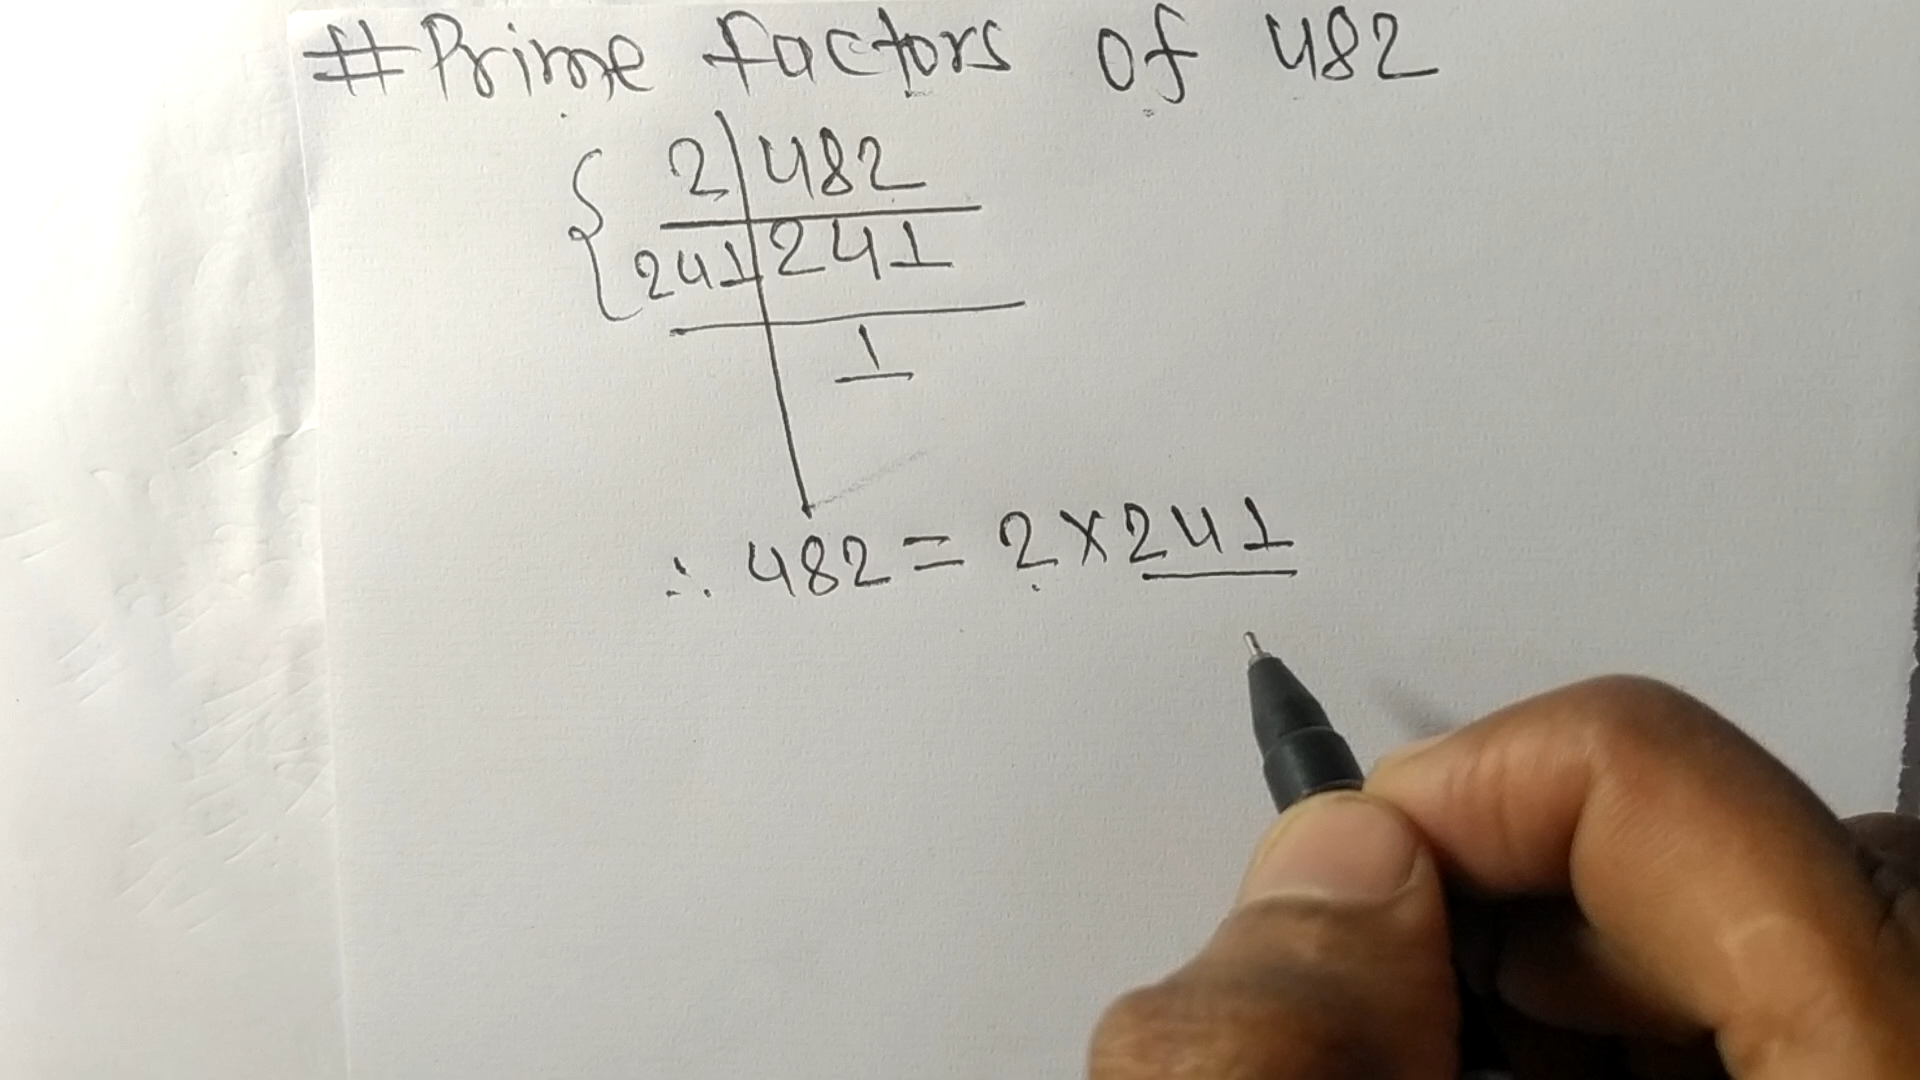 # Prime factors of 482
2 | 482
241 | 241
1
∴ 482 = 2 × 241